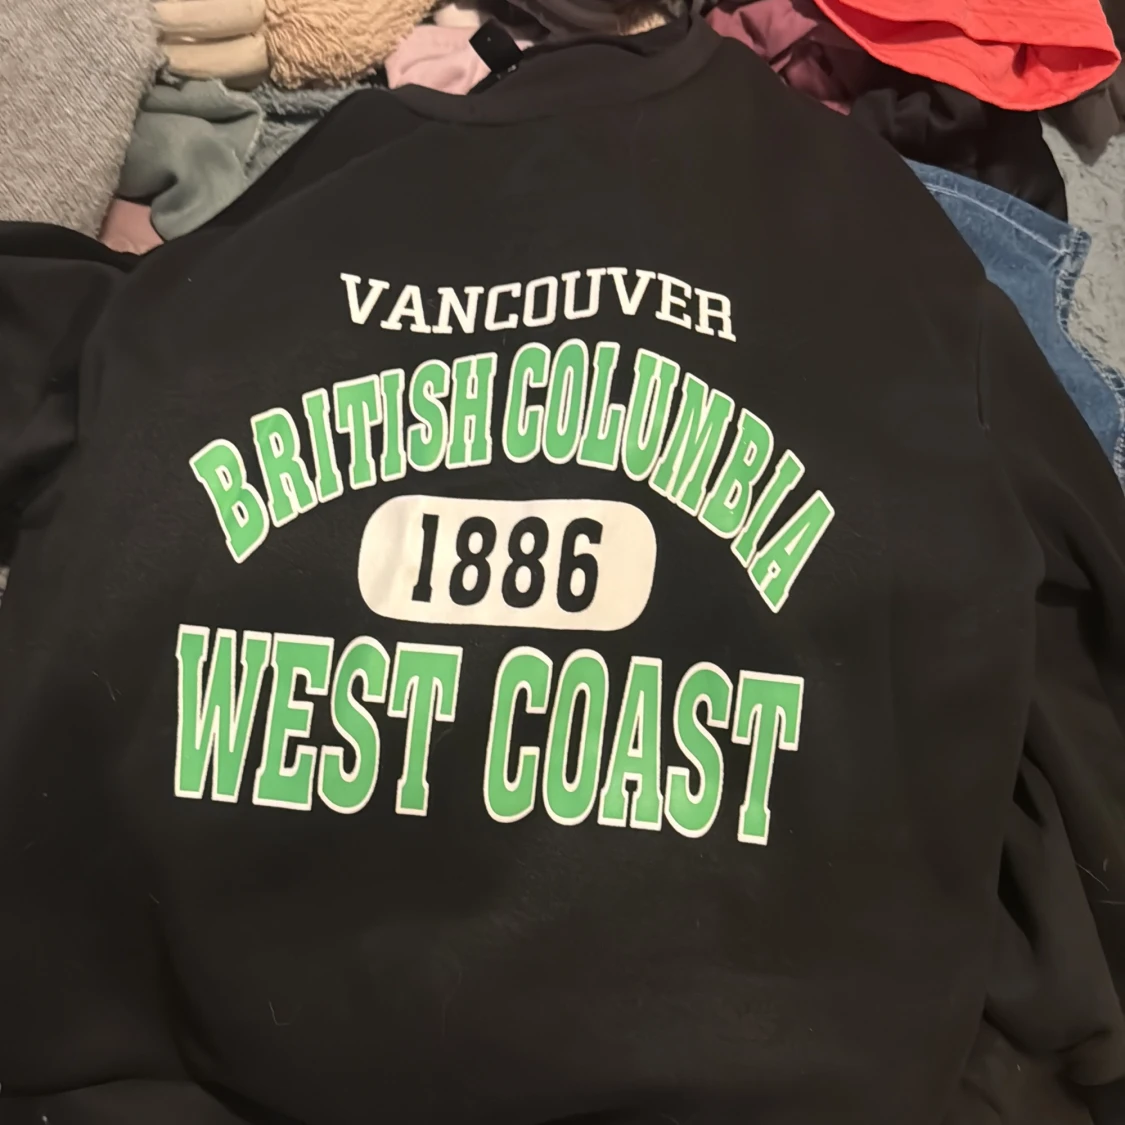 VANCOUVER
BRITISH COLUMBIA
1886
WEST COAST